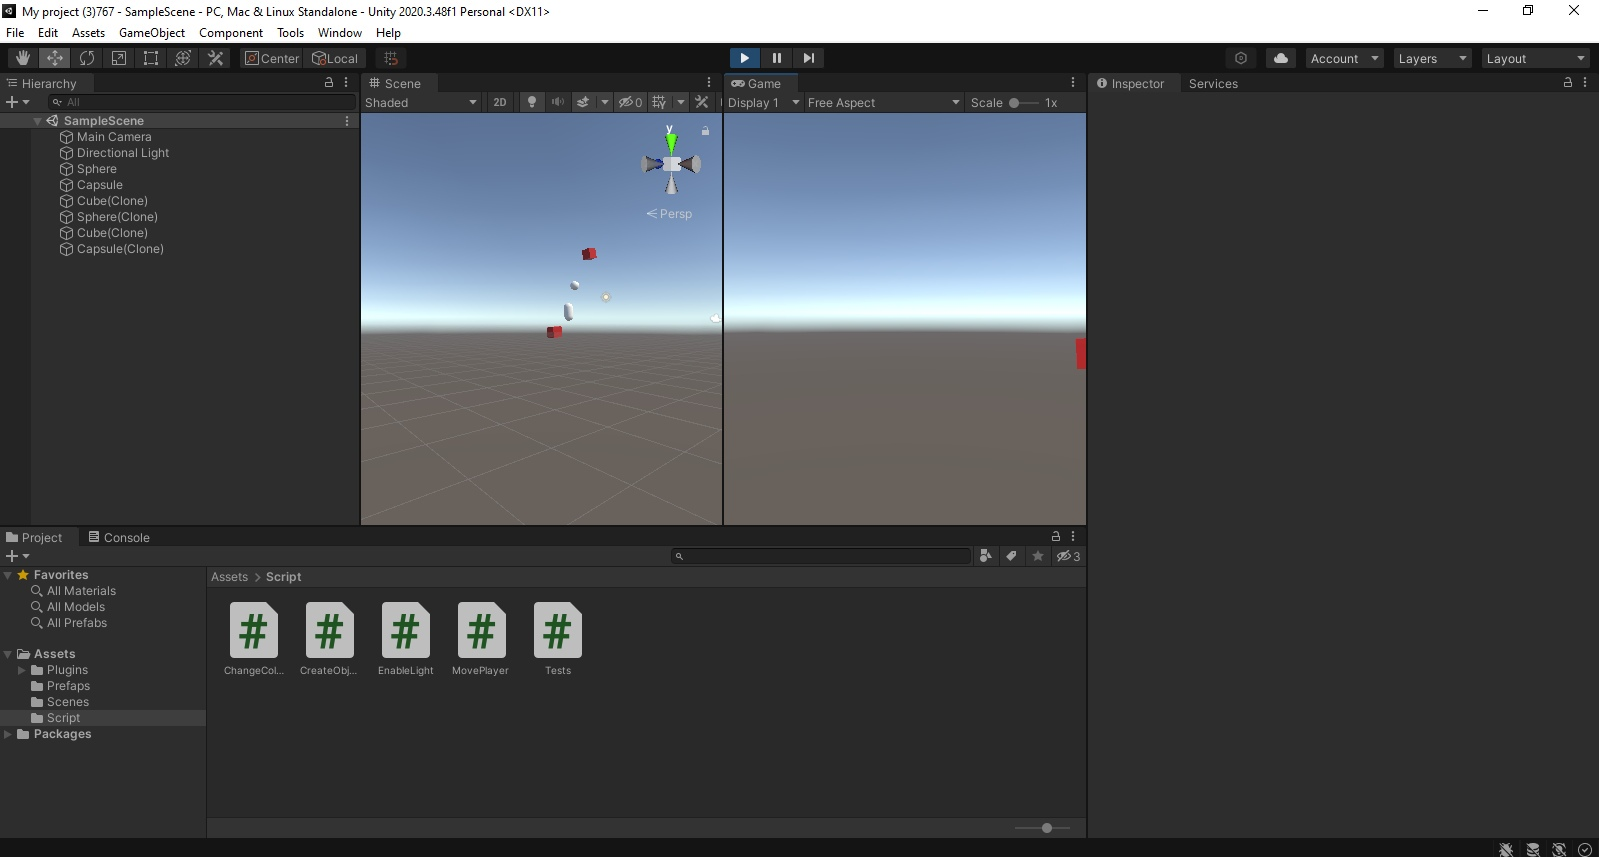 My project (3)767 - SampleScene - PC, Mac & Linux Standalone - Unity 2020.3.48f1 Personal <DX11>
File Edit Assets GameObject Component Tools Window Help
Center Local Account Layers Layout
Hierarchy
All
SampleScene
Main Camera
Directional Light
Sphere
Capsule
Cube(Clone)
Sphere(Clone)
Cube(Clone)
Capsule(Clone)
Scene
Shaded 2D 0
y
Persp
Game
Display 1 Free Aspect Scale 1x
Inspector Services
Project Console
3
Favorites
All Materials
All Models
All Prefabs
Assets
Plugins
Prefaps
Scenes
Script
Packages
Assets > Script
# # # # #
ChangeCol... CreateObj... EnableLight MovePlayer Tests